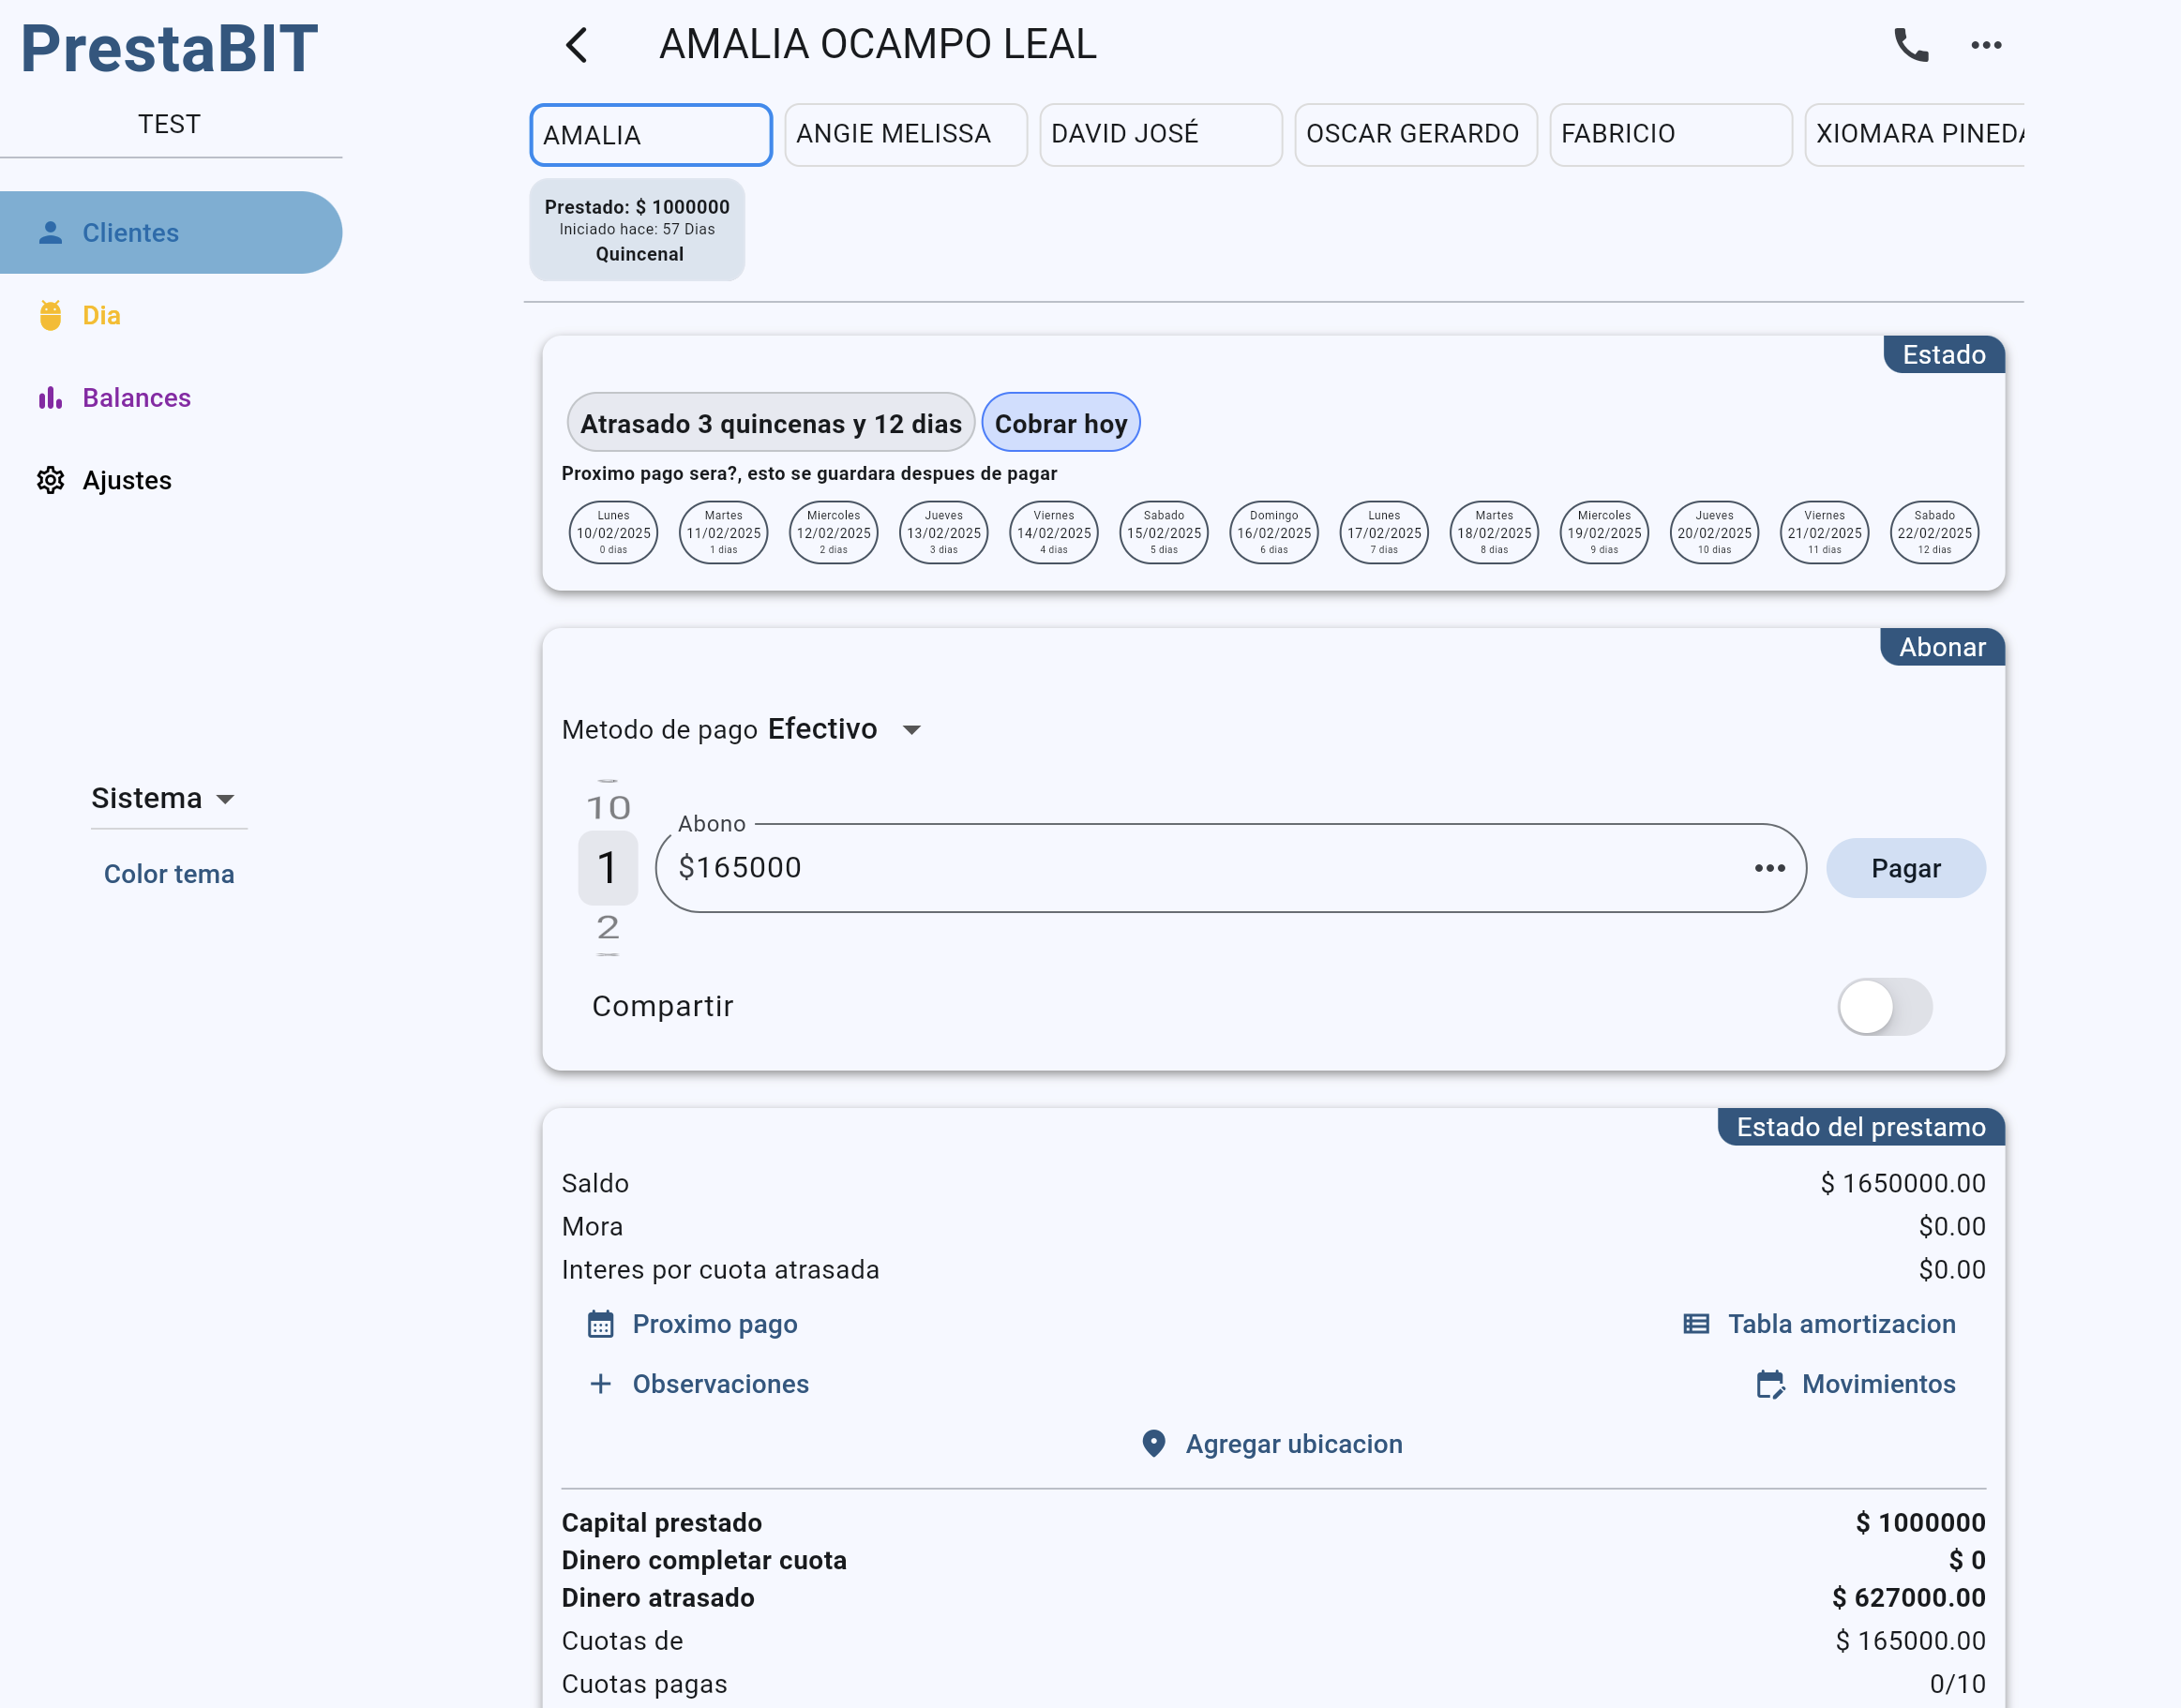 PrestaBIT
TEST
Clientes
Dia
Balances
Ajustes
Sistema
Color tema
AMALIA OCAMPO LEAL
AMALIA
ANGIE MELISSA
DAVID JOSÉ
OSCAR GERARDO
FABRICIO
XIOMARA PINEDA
Prestado: $ 1000000
Iniciado hace: 57 Dias
Quincenal
Estado
Atrasado 3 quincenas y 12 dias
Cobrar hoy
Proximo pago sera?, esto se guardara despues de pagar
Lunes
10/02/2025
0 dias
Martes
11/02/2025
1 dias
Miercoles
12/02/2025
2 dias
Jueves
13/02/2025
3 dias
Viernes
14/02/2025
4 dias
Sabado
15/02/2025
5 dias
Domingo
16/02/2025
6 dias
Lunes
17/02/2025
7 dias
Martes
18/02/2025
8 dias
Miercoles
19/02/2025
9 dias
Jueves
20/02/2025
10 dias
Viernes
21/02/2025
11 dias
Sabado
22/02/2025
12 dias
Abonar
Metodo de pago Efectivo
10
1
2
Abono
$165000
Pagar
Compartir
Estado del prestamo
Saldo $ 1650000.00
Mora $0.00
Interes por cuota atrasada $0.00
Proximo pago
Tabla amortizacion
Observaciones
Movimientos
Agregar ubicacion
Capital prestado $ 1000000
Dinero completar cuota $ 0
Dinero atrasado $ 627000.00
Cuotas de $ 165000.00
Cuotas pagas 0/10